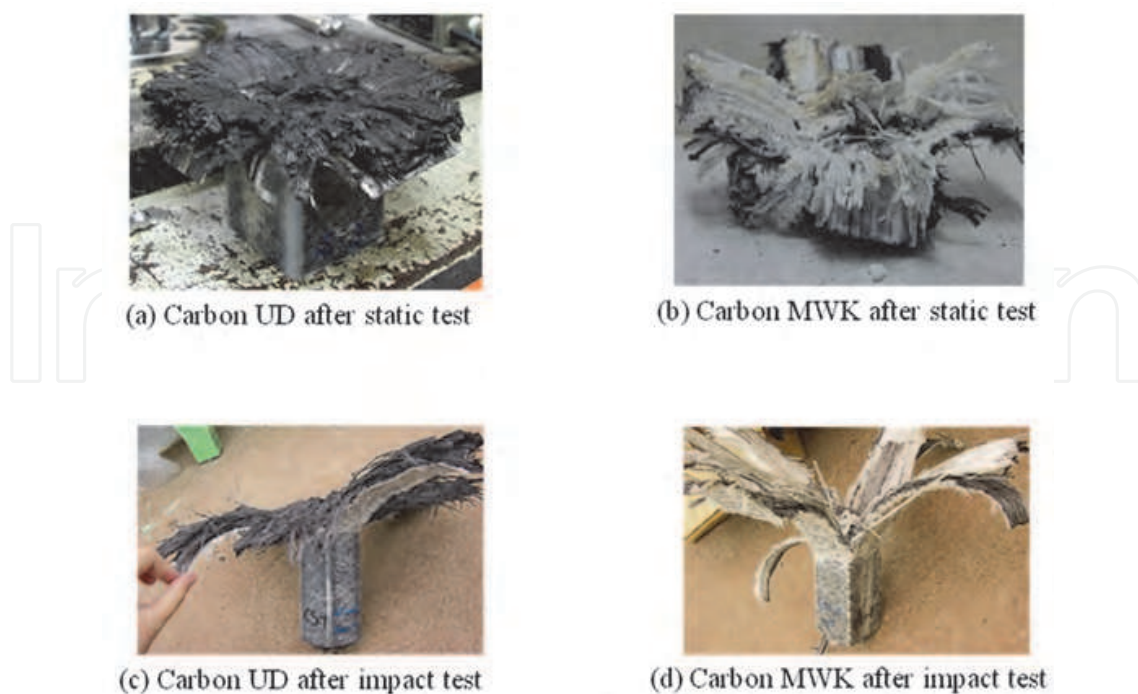 (a) Carbon UD after static test
(b) Carbon MWK after static test
(c) Carbon UD after impact test
(d) Carbon MWK after impact test